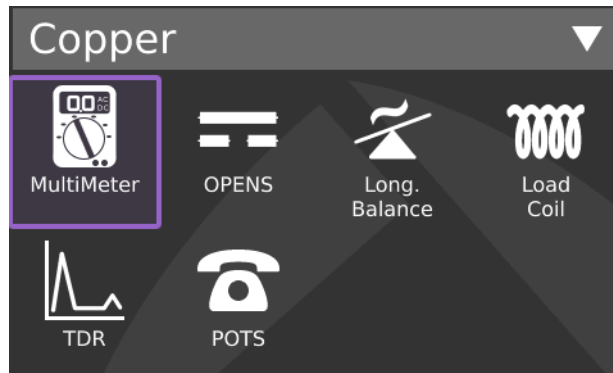 Copper
0.0 AC
DC
MultiMeter
OPENS
Long.
Balance
Load
Coil
TDR
POTS